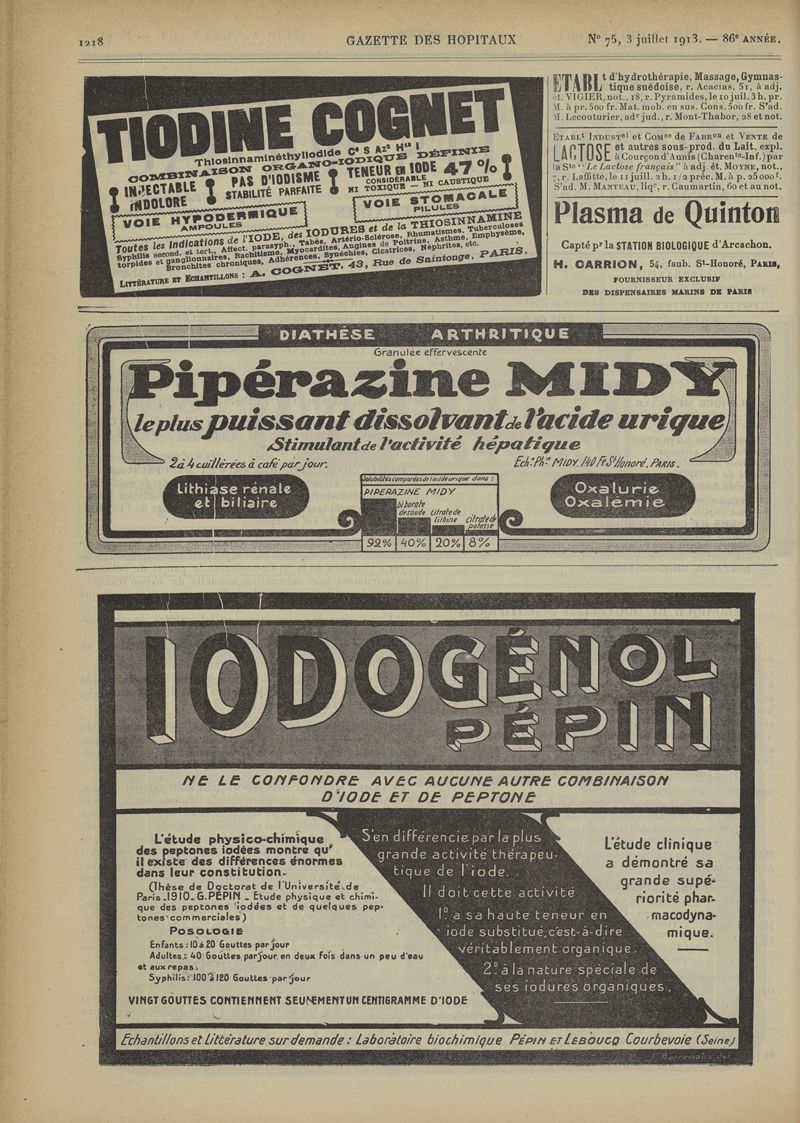 1218 GAZETTE DES HOPITAUX N° 75, 3 juillet 1913. — 86e ANNÉE.
TIODINE COGNET
Thiosinnaminéthyliodide
COMBINAISON ORGANO-IODIQUE DÉFINIE
INJECTABLE
INDOLORE
PAS D'IODISME
STABILITÉ PARFAITE
TENEUR EN IODE 47 %
CONSIDÉRABLE
NI TOXIQUE — NI CAUSTIQUE
VOIE HYPODERMIQUE
AMPOULES
VOIE STOMACALE
PILULES
Toutes les Indications de l'IODE, des IODURES et de la THIOSINNAMINE
Syphilis second. et tert., Affect. parasyph., Tabès, Artério-Sclérose, Rhumatismes, Tuberculoses
torpides et ganglionnaires, Rachitisme, Myocardites, Angines de Poitrine, Asthme, Emphysème,
Bronchites chroniques, Adhérences, Synéchies, Cicatrices, Néphrites, etc.
LITTÉRATURE ET ÉCHANTILLONS : A. COGNET, 43, Rue de Saintonge, PARIS.
ETABLt d'hydrothérapie, Massage, Gymnas-
tique suédoise, r. Acacias, 51, à adj.
ét. VIGIER, not., 18, r. Pyramides, le 10 juil. 3 h. pr.
M. à pr. 500 fr. Mat. mob. en sus. Cons. 500 fr. S'ad.
M. Lecouturier, adr jud., r. Mont-Thabor, 28 et not.
ETABLt INDUSTel et COMce DE FABRon ET VENTE DE
LACTOSE et autres sous-prod. du Lait, expl.
à Courçon d'Aunis (Charente-Inf.) par
la Sté "Le Lactose français" à adj. ét. MOYNE, not.,
7, r. Laffitte, le 11 juill. 2 h. 1/2 préc. M. à p. 25000f.
S'ad. M. MANTEAU, liqr, r. Caumartin, 60 et au not.
Plasma de Quinton
Capté pr la STATION BIOLOGIQUE d'Arcachon.
H. CARRION, 54, faub. St-Honoré, PARIS,
FOURNISSEUR EXCLUSIF
DES DISPENSAIRES MARINS DE PARIS
DIATHÈSE ARTHRITIQUE
Granulée effervescente
Pipérazine MIDY
le plus puissant dissolvant de l'acide urique
Stimulant de l'activité hépatique
2 à 4 cuillérées à café par jour.
Echons Phie MIDY. 140 Fg St Honoré. PARIS.
Lithiase rénale
et biliaire
Solubilités comparées de l'acide urique dans :
PIPERAZINE MIDY
biborate
de soude
citrate de
lithine
citrate de
potasse
92% 40% 20% 8%
Oxalurie
Oxalémie
IODOGÉNOL
PÉPIN
NE LE CONFONDRE AVEC AUCUNE AUTRE COMBINAISON
D'IODE ET DE PEPTONE
L'étude physico-chimique
des peptones iodées montre qu'
il existe des différences énormes
dans leur constitution.
(Thèse de Doctorat de l'Université de
Paris_1910_G.PÉPIN _ Etude physique et chimi-
que des peptones iodées et de quelques pep-
tones commerciales)
POSOLOGIE
Enfants : 10 à 20 Gouttes par jour
Adultes : 40 Gouttes par jour, en deux fois dans un peu d'eau
et aux repas.
Syphilis : 100 à 120 Gouttes par jour
VINGT GOUTTES CONTIENNENT SEULEMENT UN CENTIGRAMME D'IODE
S'en différencie par la plus
grande activité thérapeu-
tique de l'iode.
Il doit cette activité
1° à sa haute teneur en
iode substitué, c'est-à-dire
véritablement organique.
2° à la nature spéciale de
ses iodures organiques.
L'étude clinique
a démontré sa
grande supé-
riorité phar-
macodyna-
mique.
Echantillons et Littérature sur demande : Laboratoire biochimique PÉPIN ET LEBOUCQ Courbevoie (Seine)